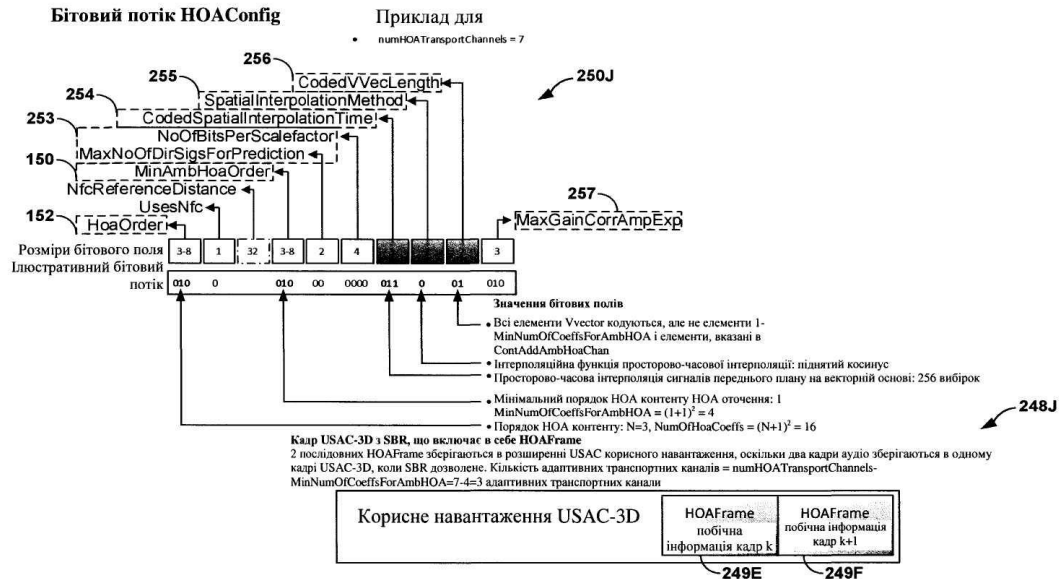 Бітовий потік HOAConfig
Приклад для
• numHOATransportChannels = 7
256
250J
CodedVVecLength
255
SpatialInterpolationMethod
254
CodedSpatialInterpolationTime
253
NoOfBitsPerScalefactor
MaxNoOfDirSigsForPrediction
150
MinAmbHoaOrder
NfcReferenceDistance
257
UsesNfc
MaxGainCorrAmpExp
152
HoaOrder
Розміри бітового поля 3-8 1 32 3-8 2 4 3
Ілюстративний бітовий
потік 010 0 010 00 0000 011 0 01 010
Значення бітових полів
• Всі елементи Vvector кодуються, але не елементи 1-
MinNumOfCoeffsForAmbHOA і елементи, вказані в
ContAddAmbHoaChan
• Інтерполяційна функція просторово-часової інтерполяції: піднятий косинус
• Просторово-часова інтерполяція сигналів переднього плану на векторній основі: 256 вибірок
• Мінімальний порядок HOA контенту HOA оточення: 1
MinNumOfCoeffsForAmbHOA = (1+1)² = 4
248J
• Порядок HOA контенту: N=3, NumOfHoaCoeffs = (N+1)² = 16
Кадр USAC-3D з SBR, що включає в себе HOAFrame
2 послідовних HOAFrame зберігаються в розширенні USAC корисного навантаження, оскільки два кадри аудіо зберігаються в одному
кадрі USAC-3D, коли SBR дозволене. Кількість адаптивних транспортних каналів = numHOATransportChannels-
MinNumOfCoeffsForAmbHOA=7-4=3 адаптивних транспортни канали
Корисне навантаження USAC-3D
HOAFrame
побічна
інформація кадр k
HOAFrame
побічна інформація
кадр k+1
249E
249F